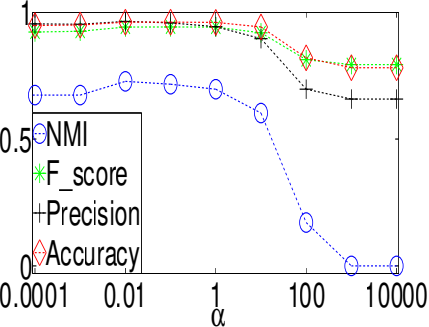 1
0.5
0
NMI
F_score
Precision
Accuracy
0.0001 0.01 1 100 10000
α